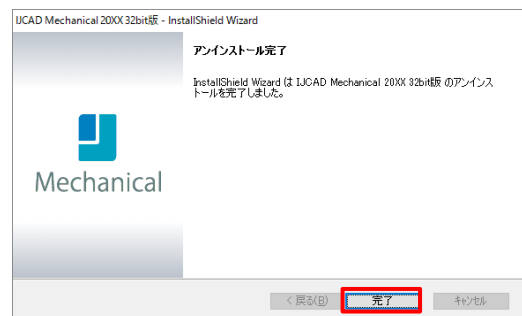 IJCAD Mechanical 20XX 32bit版 - InstallShield Wizard
アンインストール完了
InstallShield Wizard は IJCAD Mechanical 20XX 32bit版 のアンインス
トールを完了しました。
Mechanical
< 戻る(B)
完了
キャンセル